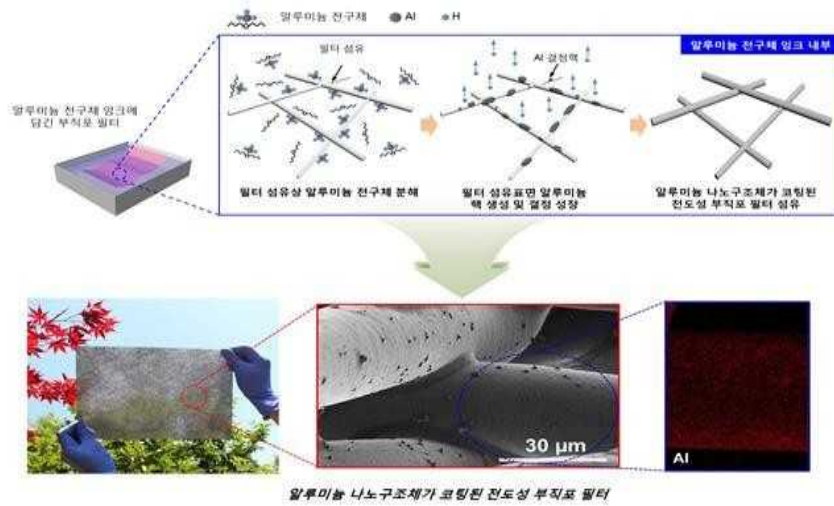 알루미늄 전구체
Al
H
알루미늄 전구체 잉크 내부
필터 섬유
Al 결정핵
알루미늄 전구체 잉크에
담긴 부직포 필터
필터 섬유상 알루미늄 전구체 분해
필터 섬유표면 알루미늄
핵 생성 및 결정 성장
알루미늄 나노구조체가 코팅된
전도성 부직포 필터 섬유
30 µm
Al
알루미늄 나노구조체가 코팅된 전도성 부직포 필터